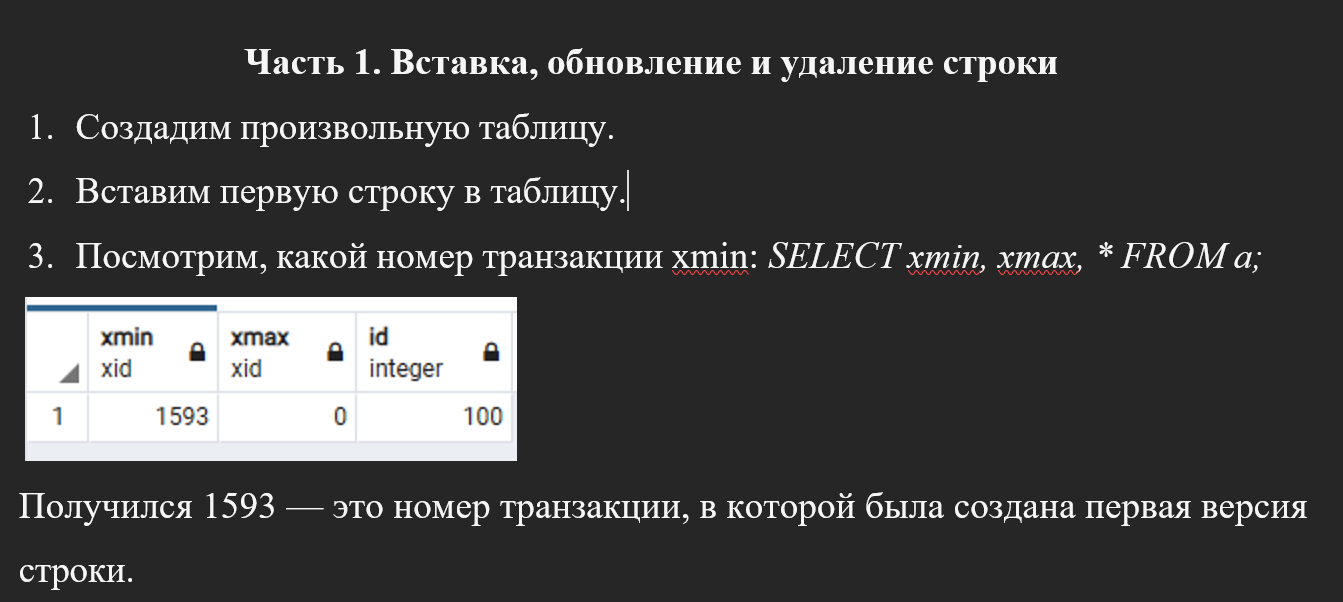 Часть 1. Вставка, обновление и удаление строки
1. Создадим произвольную таблицу.
2. Вставим первую строку в таблицу.
3. Посмотрим, какой номер транзакции xmin: SELECT xmin, xmax, * FROM a;
xmin xmax id
xid xid integer
1 1593 0 100
Получился 1593 — это номер транзакции, в которой была создана первая версия
строки.